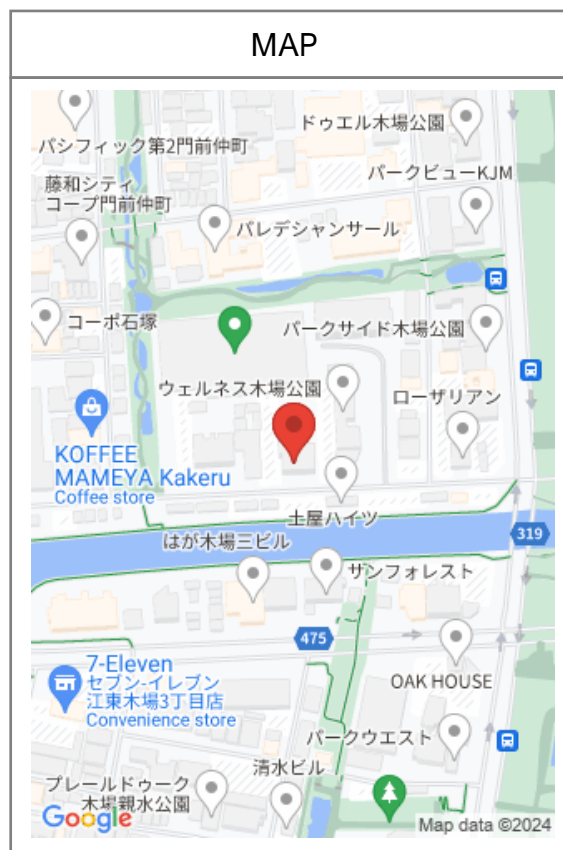 MAP
ドゥエル木場公園
パシフィック第2門前仲町
パークビューKJM
藤和シティ
コープ門前仲町
パレデシャンサール
コーポ石塚
パークサイド木場公園
ウェルネス木場公園
ローザリアン
KOFFEE
MAMEYA Kakeru
Coffee store
土屋ハイツ
319
はが木場三ビル
サンフォレスト
475
7-Eleven
セブン-イレブン
江東木場3丁目店
Convenience store
OAK HOUSE
パークウエスト
清水ビル
プレールドゥーク
木場親水公園
Google
Map data ©2024